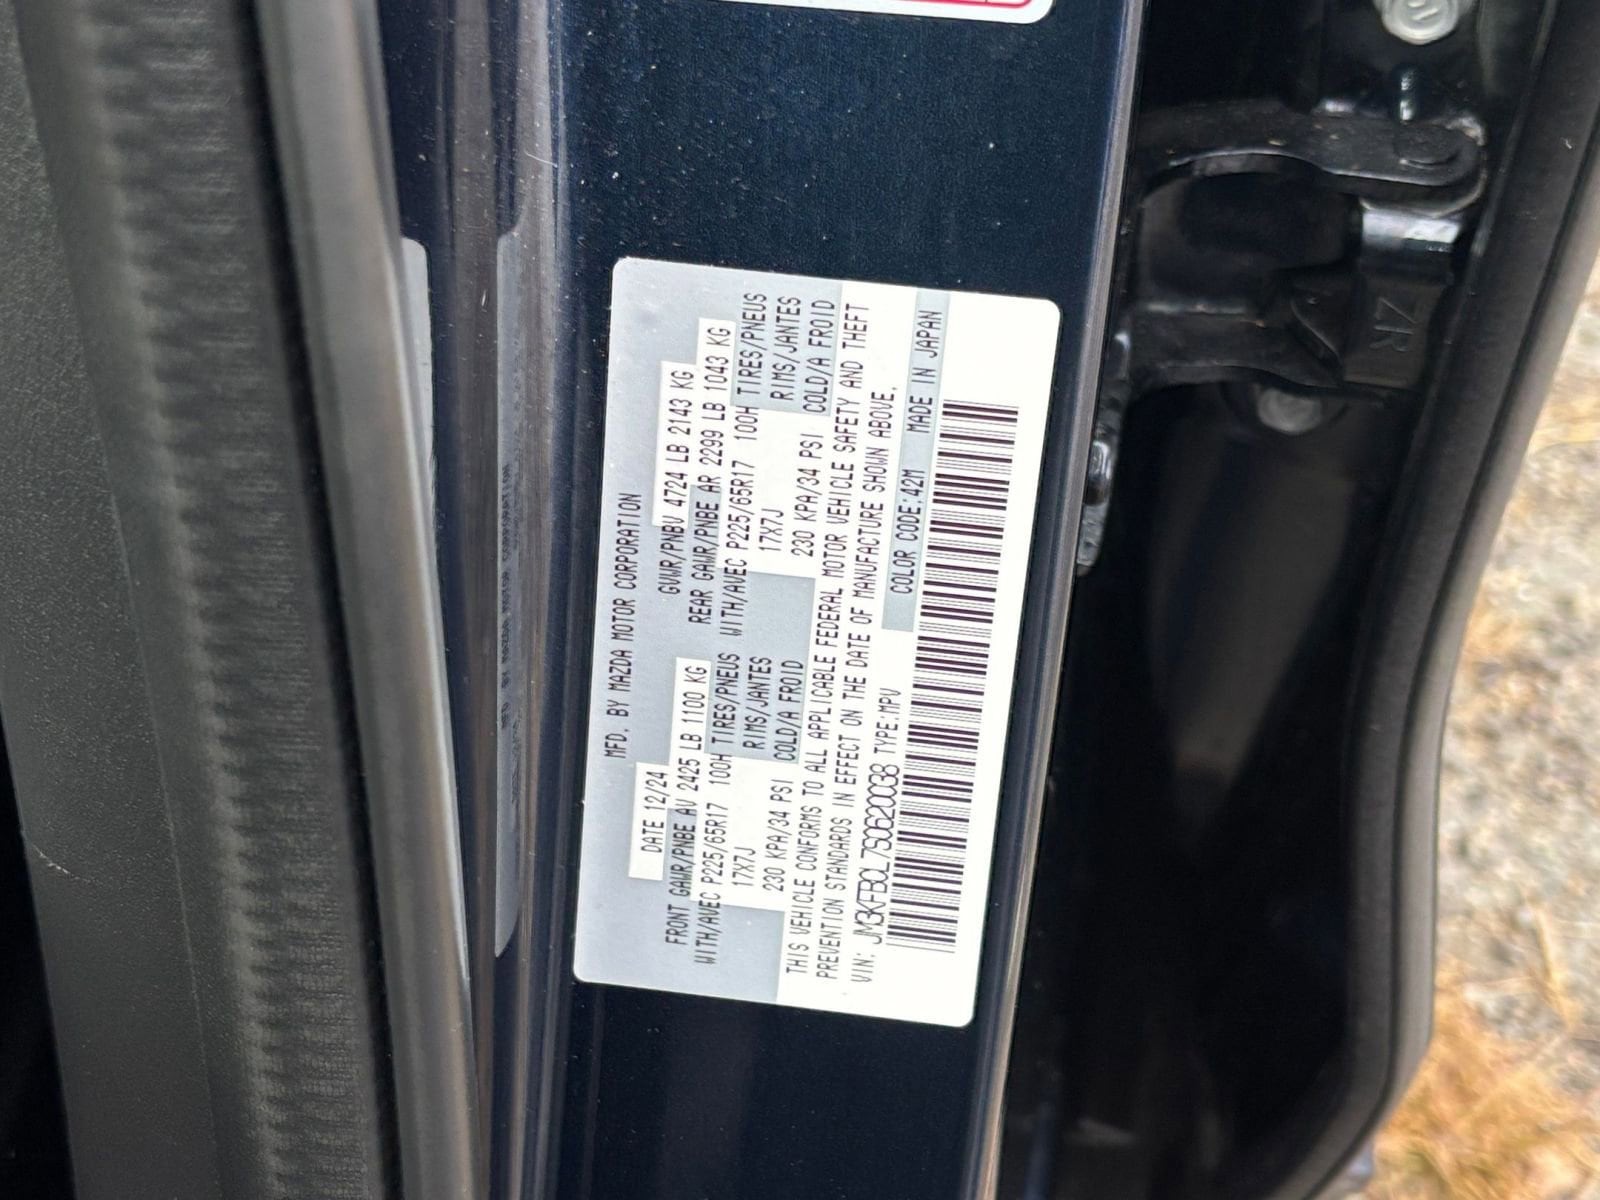 MFD. BY MAZDA MOTOR CORPORATION
DATE 12/24 GVWR/PNBV 4724 LB 2143 KG
FRONT GAWR/PNBE AV 2425 LB 1100 KG REAR GAWR/PNBE AR 2299 LB 1043 KG
WITH/AVEC P225/65R17 100H TIRES/PNEUS WITH/AVEC P225/65R17 100H TIRES/PNEUS
17X7J RIMS/JANTES 17X7J RIMS/JANTES
230 KPA/34 PSI COLD/A FROID 230 KPA/34 PSI COLD/A FROID
THIS VEHICLE CONFORMS TO ALL APPLICABLE FEDERAL MOTOR VEHICLE SAFETY AND THEFT
PREVENTION STANDARDS IN EFFECT ON THE DATE OF MANUFACTURE SHOWN ABOVE.
VIN: JM3KFBCL7S0620038 TYPE:MPV COLOR CODE:42M MADE IN JAPAN
ZR